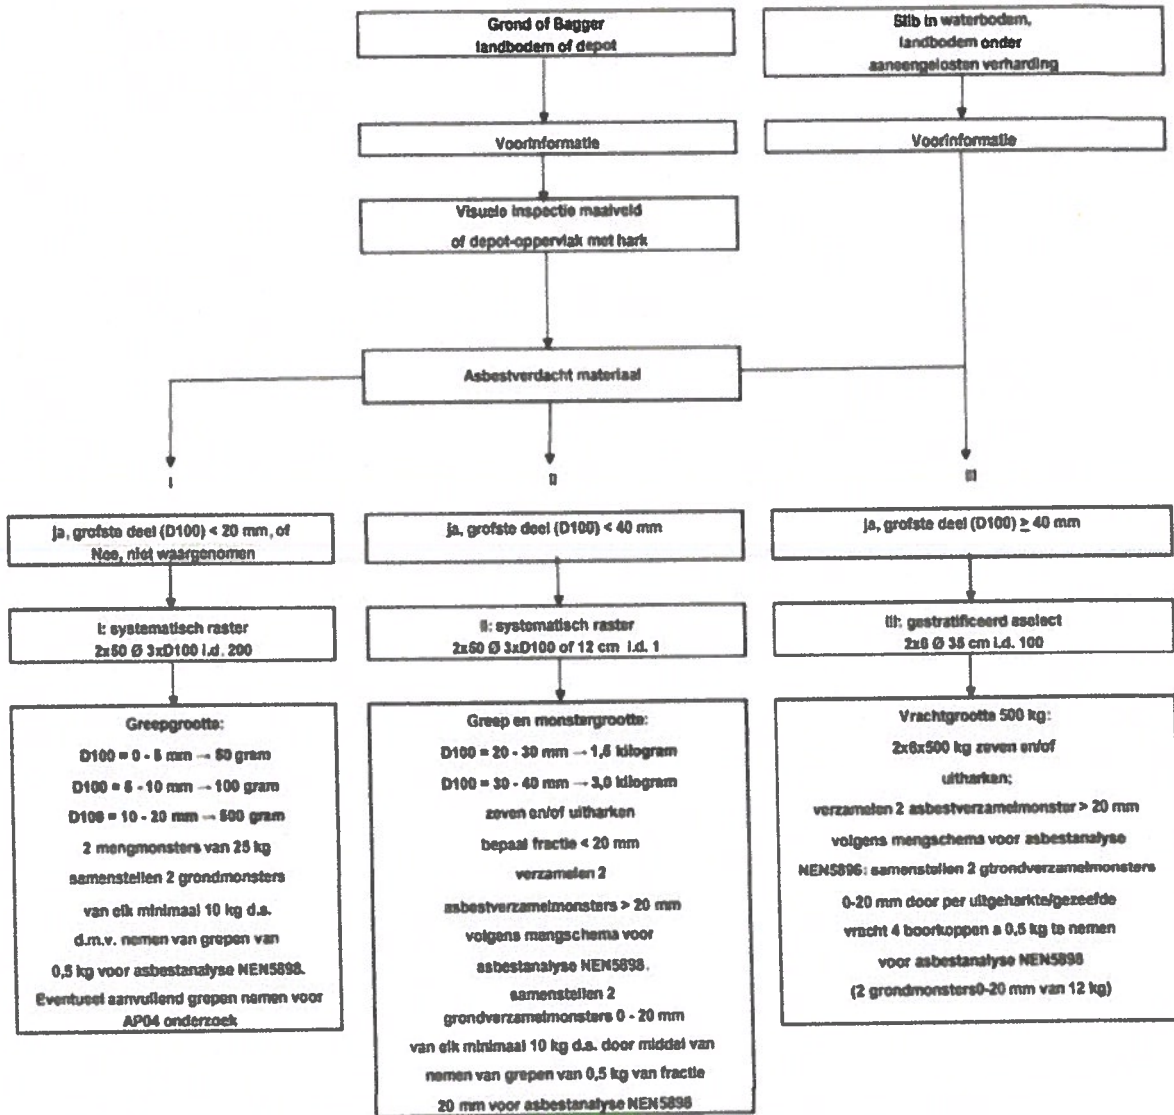 Grond of Bagger
landbodem of depot
Slib in waterbodem,
landbodem onder
aaneengelosten verharding
Voorinformatie
Voorinformatie
Visuele inspectie maaiveld
of depot-oppervlak met hark
Asbestverdacht materiaal
I
II
III
ja, grofste deel (D100) < 20 mm, of
Nee, niet waargenomen
ja, grofste deel (D100) < 40 mm
ja, grofste deel (D100) ≥ 40 mm
I: systematisch raster
2x50 Ø 3xD100 i.d. 200
II: systematisch raster
2x50 Ø 3xD100 of 12 cm i.d. 1
III: gestratificeerd aselect
2x6 Ø 35 cm i.d. 100
Greepgrootte:
D100 = 0 - 5 mm → 50 gram
D100 = 5 - 10 mm → 100 gram
D100 = 10 - 20 mm → 500 gram
2 mengmonsters van 25 kg
samenstellen 2 grondmonsters
van elk minimaal 10 kg d.s.
d.m.v. nemen van grepen van
0,5 kg voor asbestanalyse NEN5898.
Eventueel aanvullend grepen nemen voor
AP04 onderzoek
Greep en monstergrootte:
D100 = 20 - 30 mm → 1,5 kilogram
D100 = 30 - 40 mm → 3,0 kilogram
zeven en/of uitharken
bepaal fractie < 20 mm
verzamelen 2
asbestverzamelmonsters > 20 mm
volgens mengschema voor
asbestanalyse NEN5898.
samenstellen 2
grondverzamelmonsters 0 - 20 mm
van elk minimaal 10 kg d.s. door middel van
nemen van grepen van 0,5 kg van fractie
20 mm voor asbestanalyse NEN5898
Vrachtgrootte 500 kg:
2x6x500 kg zeven en/of
uitharken;
verzamelen 2 asbestverzamelmonster > 20 mm
volgens mengschema voor asbestanalyse
NEN5896: samenstellen 2 gtrondverzamelmonsters
0-20 mm door per uitgeharkte/gezeefde
vracht 4 boorkoppen a 0,5 kg te nemen
voor asbestanalyse NEN5898
(2 grondmonsters0-20 mm van 12 kg)